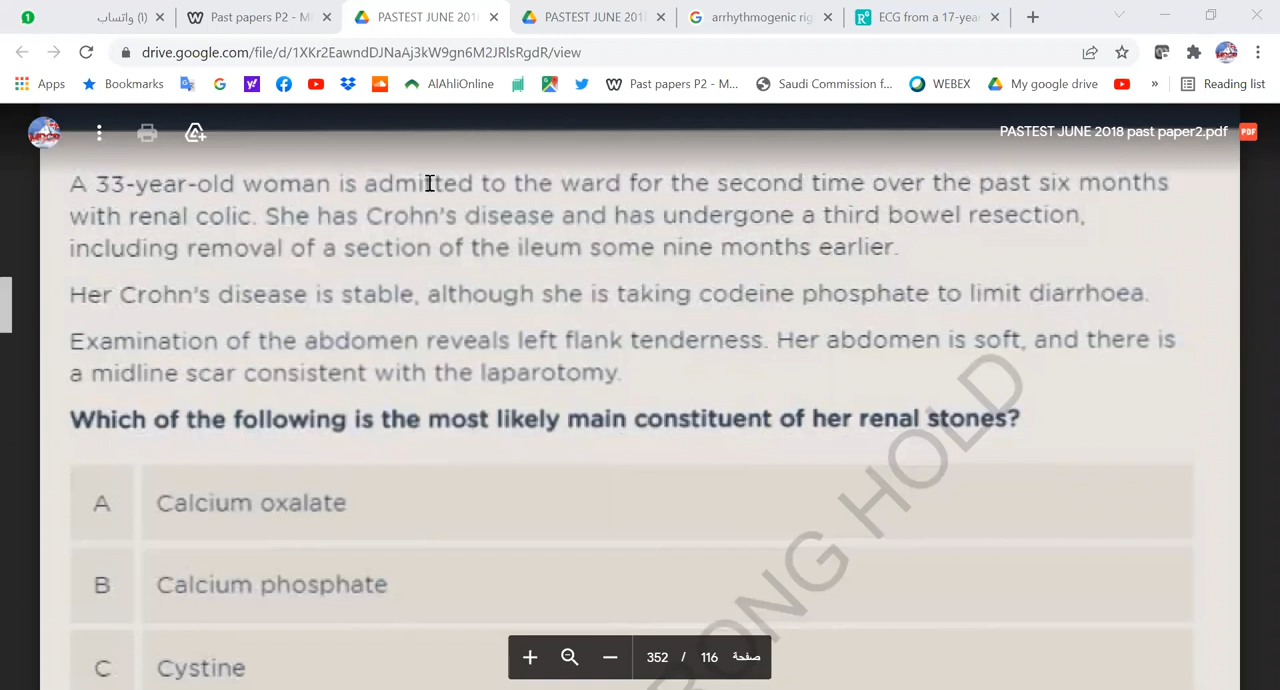 (1) واتساب
Past papers P2 - M
PASTEST JUNE 201
PASTEST JUNE 201
arrhythmogenic rig
ECG from a 17-yea
drive.google.com/file/d/1XKr2EawndDJNaAj3kW9gn6M2JRIsRgdR/view
Apps
Bookmarks
AlAhliOnline
Past papers P2 - M...
Saudi Commission f...
WEBEX
My google drive
»
Reading list
PASTEST JUNE 2018 past paper2.pdf
PDF
A 33-year-old woman is admitted to the ward for the second time over the past six months
with renal colic. She has Crohn's disease and has undergone a third bowel resection,
including removal of a section of the ileum some nine months earlier.
Her Crohn's disease is stable, although she is taking codeine phosphate to limit diarrhoea.
Examination of the abdomen reveals left flank tenderness. Her abdomen is soft, and there is
a midline scar consistent with the laparotomy.
Which of the following is the most likely main constituent of her renal stones?
A Calcium oxalate
B Calcium phosphate
C Cystine
ONG HOLD
352 / 116 صفحة